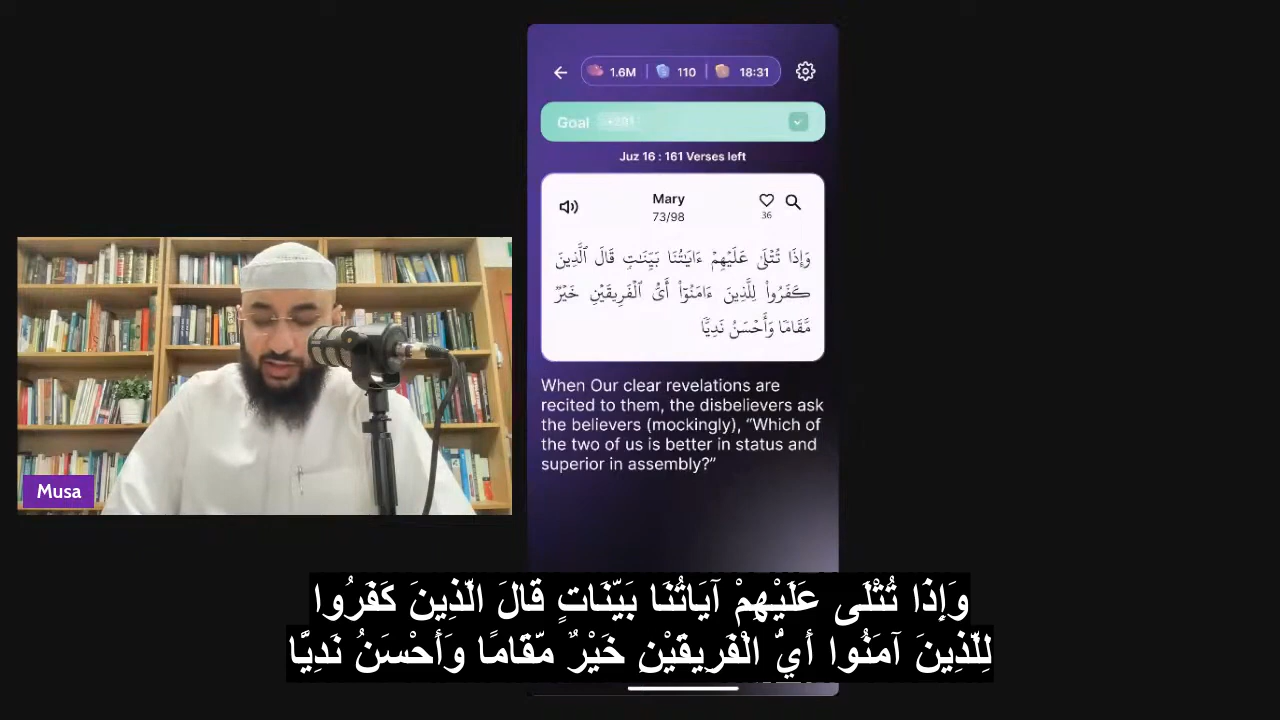 1.6M 110 18:31
Goal
Juz 16 : 161 Verses left
Mary
73/98
36
وَإِذَا تُتْلَىٰ عَلَيْهِمْ ءَايَـٰتُنَا بَيِّنَـٰتٍ قَالَ ٱلَّذِينَ
كَفَرُوا۟ لِلَّذِينَ ءَامَنُوٓا۟ أَىُّ ٱلْفَرِيقَيْنِ خَيْرٌ
مَّقَامًا وَأَحْسَنُ نَدِيًّا
When Our clear revelations are
recited to them, the disbelievers ask
the believers (mockingly), “Which of
the two of us is better in status and
superior in assembly?”
Musa
وَإِذَا تُتْلَى عَلَيْهِمْ آيَاتُنَا بَيِّنَاتٍ قَالَ الَّذِينَ كَفَرُوا
لِلَّذِينَ آمَنُوا أَيُّ الْفَرِيقَيْنِ خَيْرٌ مَّقَامًا وَأَحْسَنُ نَدِيًّا